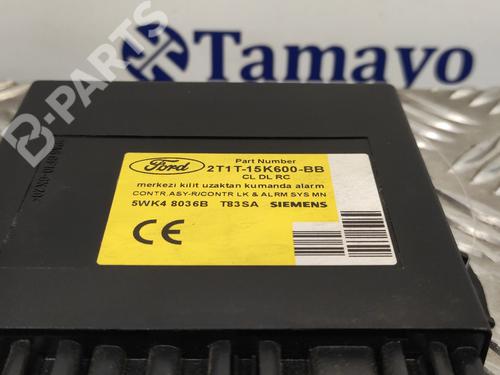 Tamayo
B-PARTS
Ford
Part Number
2T1T-15K600-BB
CL DL RC
merkezi kilit uzaktan kumanda alarm
CONTR.ASY-R/CONTR LK & ALRM SYS MN
5WK4 8036B T83SA SIEMENS
CE